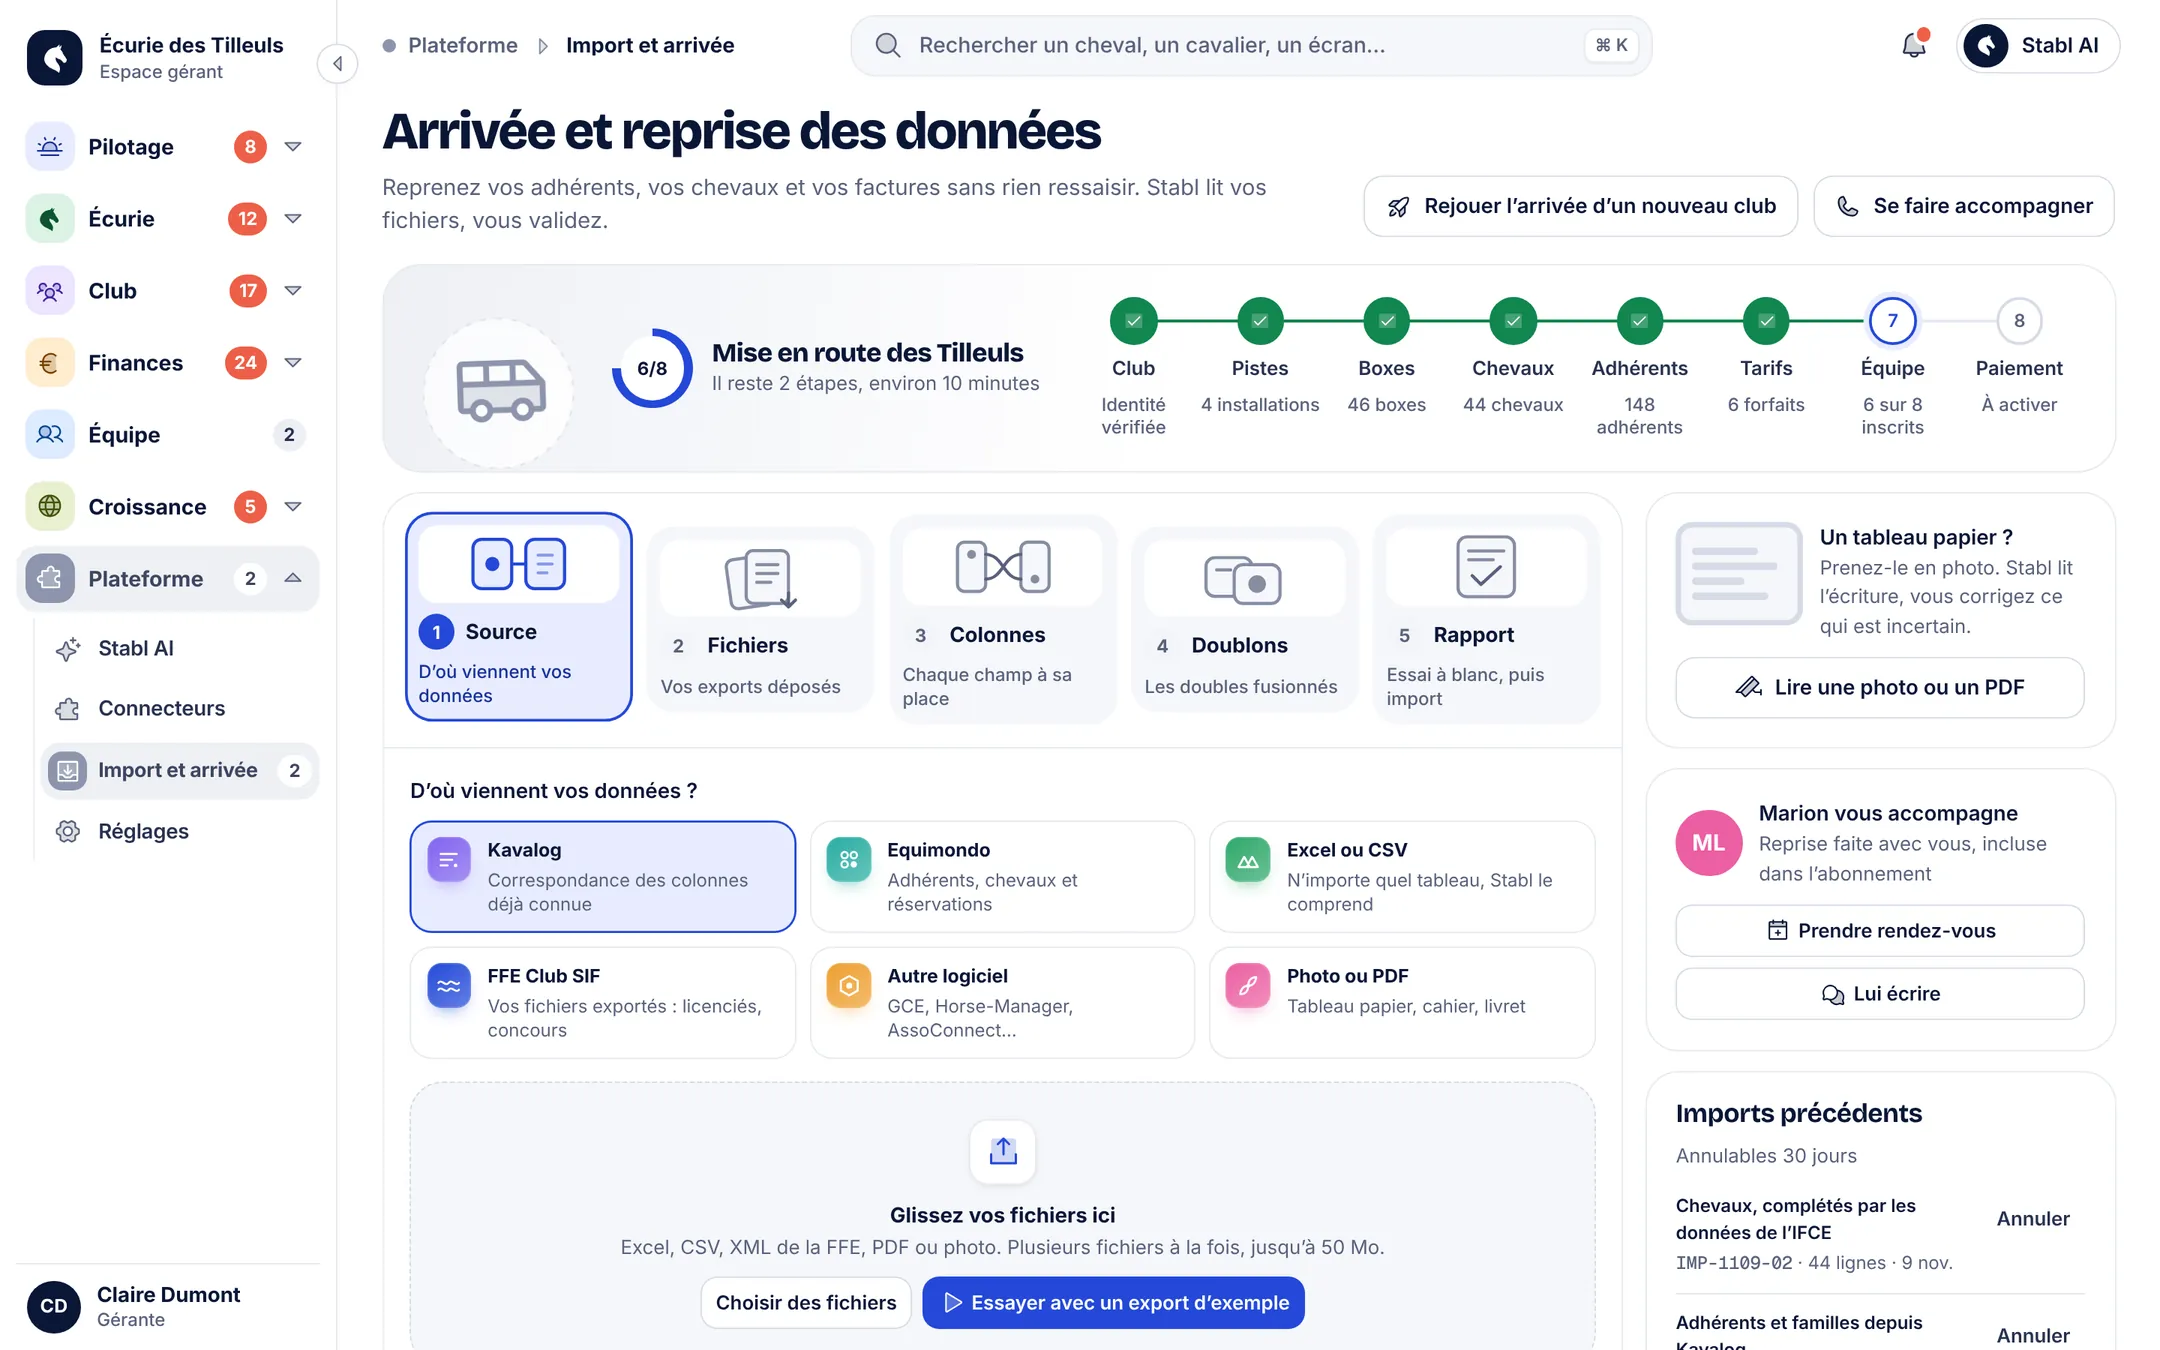 Écurie des Tilleuls
Espace gérant
Pilotage 8
Écurie 12
Club 17
Finances 24
Équipe 2
Croissance 5
Plateforme 2
Stabl AI
Connecteurs
Import et arrivée 2
Réglages
CD
Claire Dumont
Gérante
Plateforme
Import et arrivée
Rechercher un cheval, un cavalier, un écran…
⌘ K
Stabl AI
Arrivée et reprise des données
Reprenez vos adhérents, vos chevaux et vos factures sans rien ressaisir. Stabl lit vos
fichiers, vous validez.
Rejouer l’arrivée d’un nouveau club
Se faire accompagner
6/8
Mise en route des Tilleuls
Il reste 2 étapes, environ 10 minutes
Club
Identité
vérifiée
Pistes
4 installations
Boxes
46 boxes
Chevaux
44 chevaux
Adhérents
148
adhérents
Tarifs
6 forfaits
7
Équipe
6 sur 8
inscrits
8
Paiement
À activer
1 Source
D’où viennent vos
données
2 Fichiers
Vos exports déposés
3 Colonnes
Chaque champ à sa
place
4 Doublons
Les doubles fusionnés
5 Rapport
Essai à blanc, puis
import
D’où viennent vos données ?
Kavalog
Correspondance des colonnes
déjà connue
Equimondo
Adhérents, chevaux et
réservations
Excel ou CSV
N’importe quel tableau, Stabl le
comprend
FFE Club SIF
Vos fichiers exportés : licenciés,
concours
Autre logiciel
GCE, Horse-Manager,
AssoConnect…
Photo ou PDF
Tableau papier, cahier, livret
Glissez vos fichiers ici
Excel, CSV, XML de la FFE, PDF ou photo. Plusieurs fichiers à la fois, jusqu’à 50 Mo.
Choisir des fichiers
Essayer avec un export d’exemple
Un tableau papier ?
Prenez-le en photo. Stabl lit
l’écriture, vous corrigez ce
qui est incertain.
Lire une photo ou un PDF
ML
Marion vous accompagne
Reprise faite avec vous, incluse
dans l’abonnement
Prendre rendez-vous
Lui écrire
Imports précédents
Annulables 30 jours
Chevaux, complétés par les
données de l’IFCE
IMP-1109-02 · 44 lignes · 9 nov.
Annuler
Adhérents et familles depuis
Kavalog
Annuler